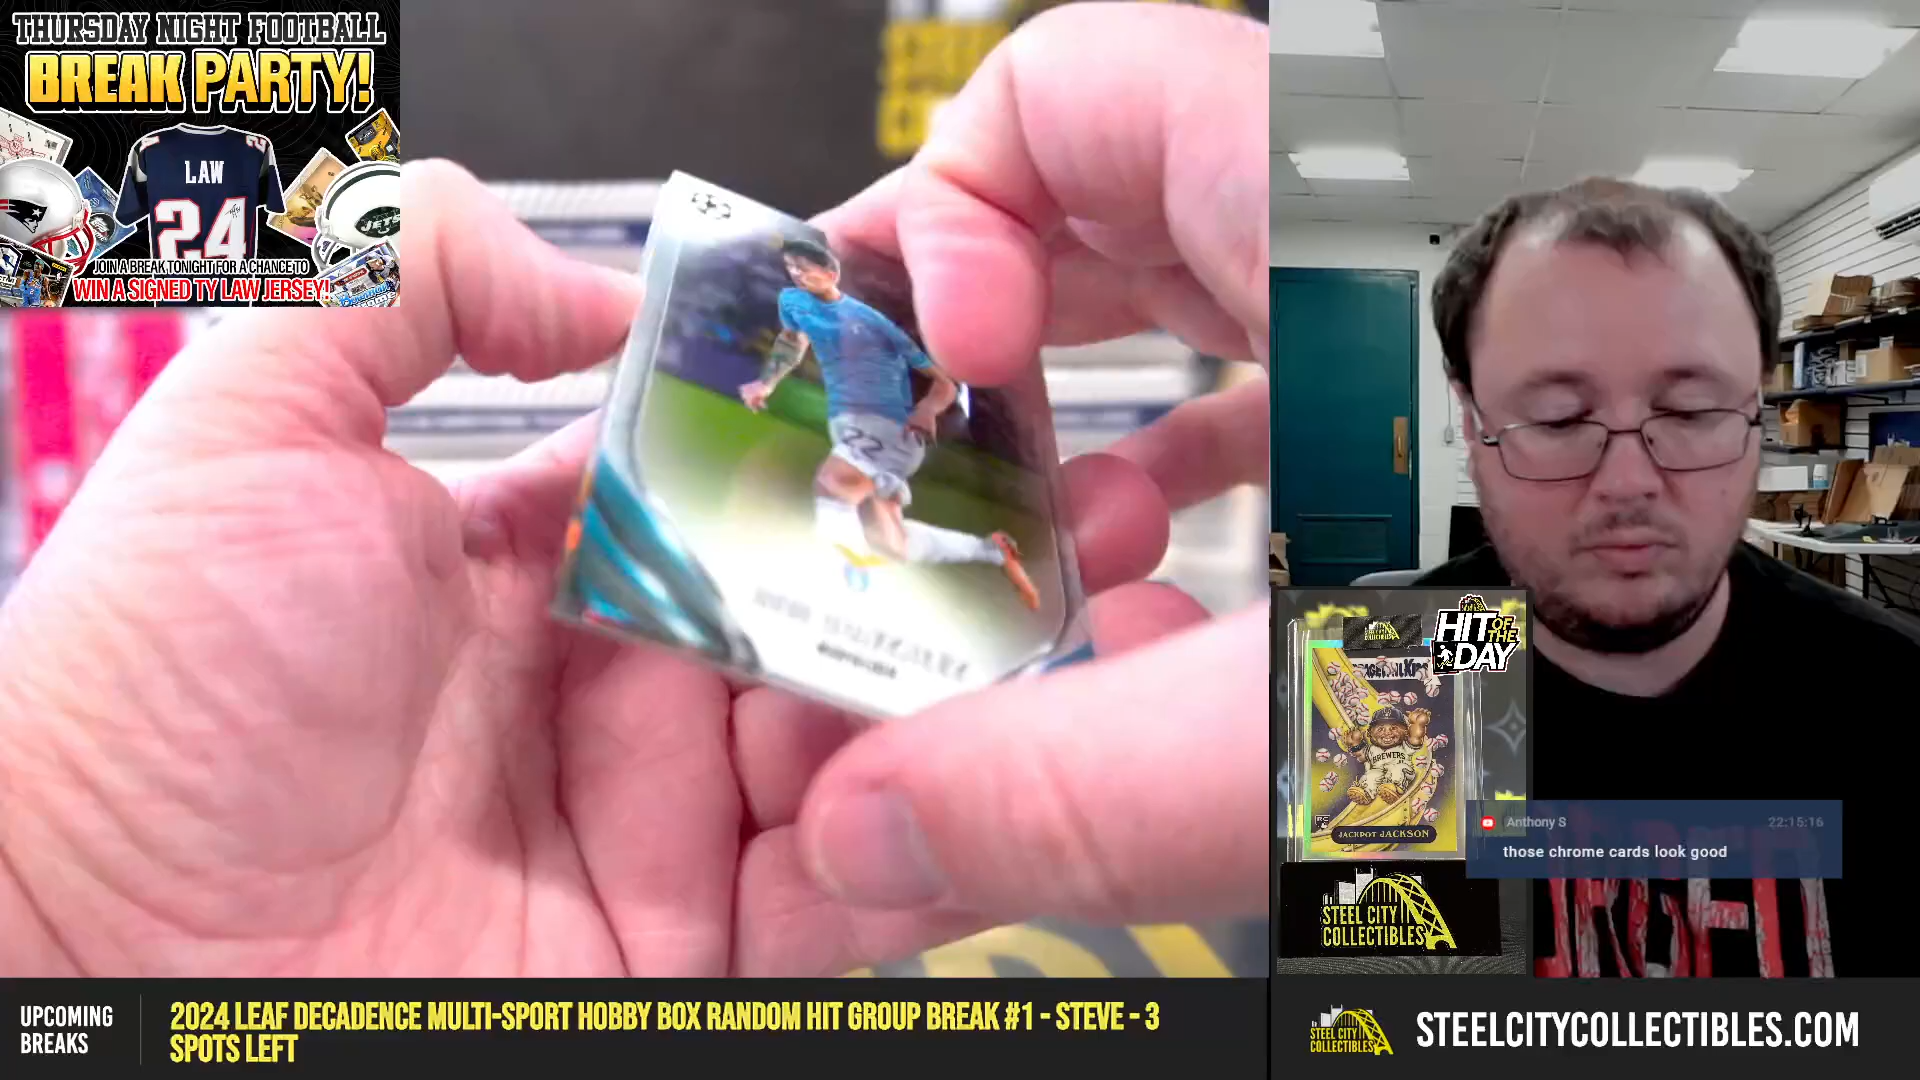 THURSDAY NIGHT FOOTBALL
BREAK PARTY!
LAW
24
JETS
JOIN A BREAK TONIGHT FOR A CHANCE TO
WIN A SIGNED TY LAW JERSEY!
22
HIT OF THE DAY
BREWERS
RC
JACKPOT JACKSON
STEEL CITY
COLLECTIBLES
Anthony S 22:15:16
those chrome cards look good
UPCOMING
BREAKS
2024 LEAF DECADENCE MULTI-SPORT HOBBY BOX RANDOM HIT GROUP BREAK #1 - STEVE - 3
SPOTS LEFT
STEEL CITY
COLLECTIBLES
STEELCITYCOLLECTIBLES.COM